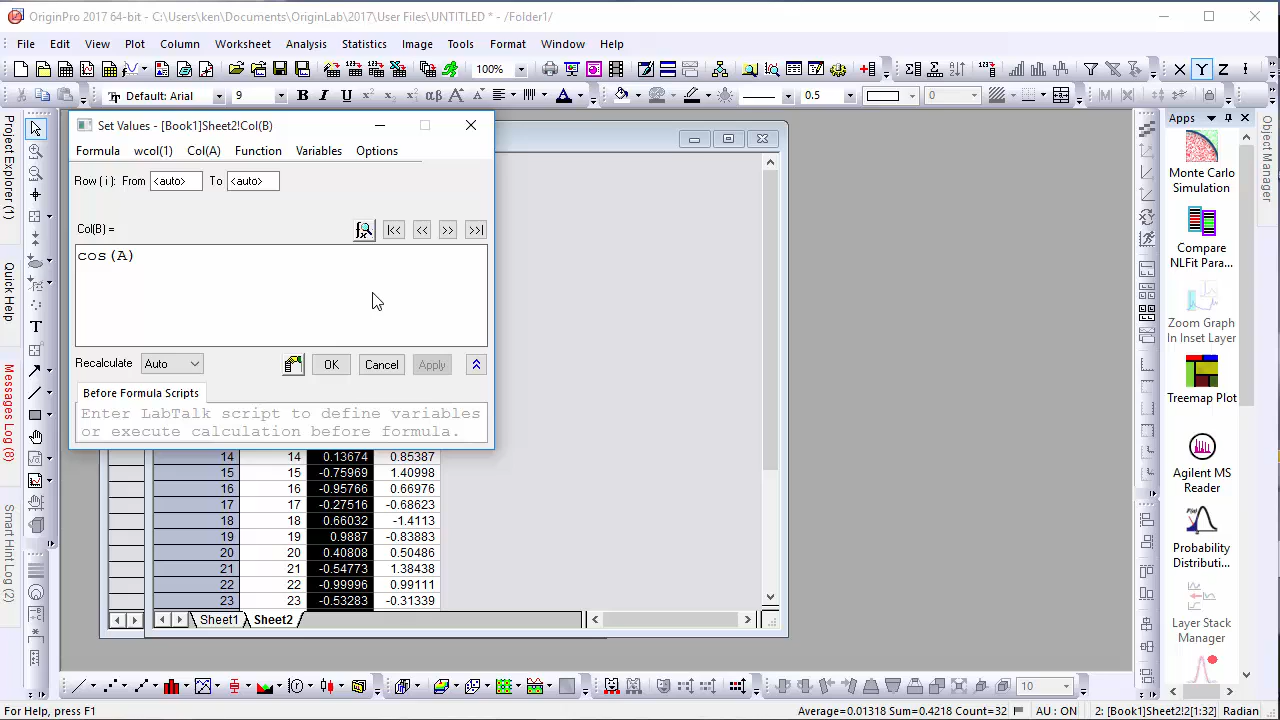 OriginPro 2017 64-bit - C:\Users\ken\Documents\OriginLab\2017\User Files\UNTITLED * - /Folder1/
File Edit View Plot Column Worksheet Analysis Statistics Image Tools Format Window Help
100%
Default: Arial 9 B I U αβ A A A 0.5 0
X Y Z
Project Explorer (1)
Quick Help
Messages Log (8)
Smart Hint Log (2)
Set Values - [Book1]Sheet2!Col(B)
Formula wcol(1) Col(A) Function Variables Options
Row (i): From <auto> To <auto>
Col(B) =
cos(A)
Recalculate Auto OK Cancel Apply
Before Formula Scripts
Enter LabTalk script to define variables
or execute calculation before formula.
14 14 0.13674 0.85387
15 15 -0.75969 1.40998
16 16 -0.95766 0.66976
17 17 -0.27516 -0.68623
18 18 0.66032 -1.4113
19 19 0.9887 -0.83883
20 20 0.40808 0.50486
21 21 -0.54773 1.38438
22 22 -0.99996 0.99111
23 23 -0.53283 -0.31339
Sheet1 Sheet2
Apps
Object Manager
Monte Carlo
Simulation
Compare
NLFit Para...
Zoom Graph
In Inset Layer
Treemap Plot
Agilent MS
Reader
Probability
Distributi...
Layer Stack
Manager
10
For Help, press F1
Average=0.01318 Sum=0.4218 Count=32 AU : ON 2: [Book1]Sheet2!2[1:32] Radian